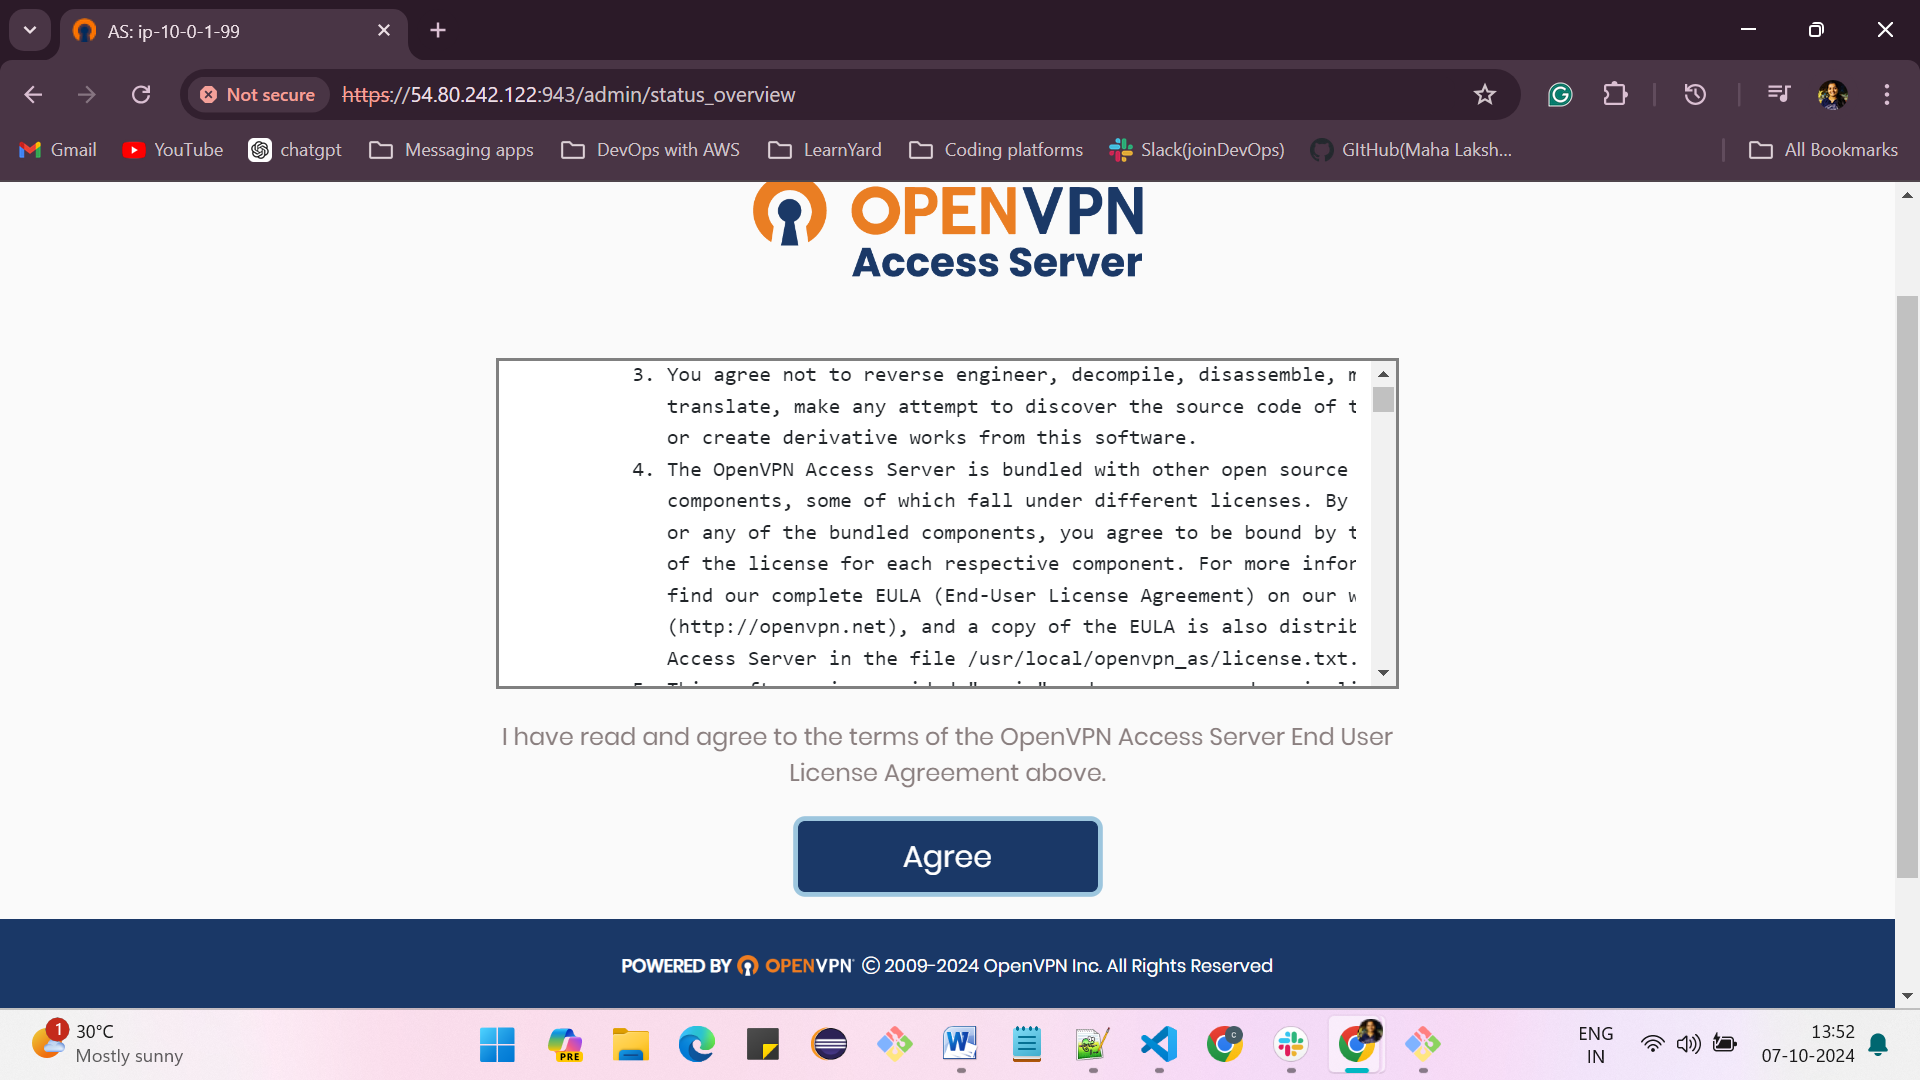 AS: ip-10-0-1-99
Not secure
https://54.80.242.122:943/admin/status_overview
Gmail
YouTube
chatgpt
Messaging apps
DevOps with AWS
LearnYard
Coding platforms
Slack(joinDevOps)
GItHub(Maha Laksh...
All Bookmarks
OPENVPN
Access Server
3. You agree not to reverse engineer, decompile, disassemble, m
translate, make any attempt to discover the source code of t
or create derivative works from this software.
4. The OpenVPN Access Server is bundled with other open source
components, some of which fall under different licenses. By
or any of the bundled components, you agree to be bound by t
of the license for each respective component. For more infor
find our complete EULA (End-User License Agreement) on our w
(http://openvpn.net), and a copy of the EULA is also distrib
Access Server in the file /usr/local/openvpn_as/license.txt.
I have read and agree to the terms of the OpenVPN Access Server End User
License Agreement above.
Agree
POWERED BY OPENVPN © 2009-2024 OpenVPN Inc. All Rights Reserved
1
30°C
Mostly sunny
PRE
ENG
IN
13:52
07-10-2024